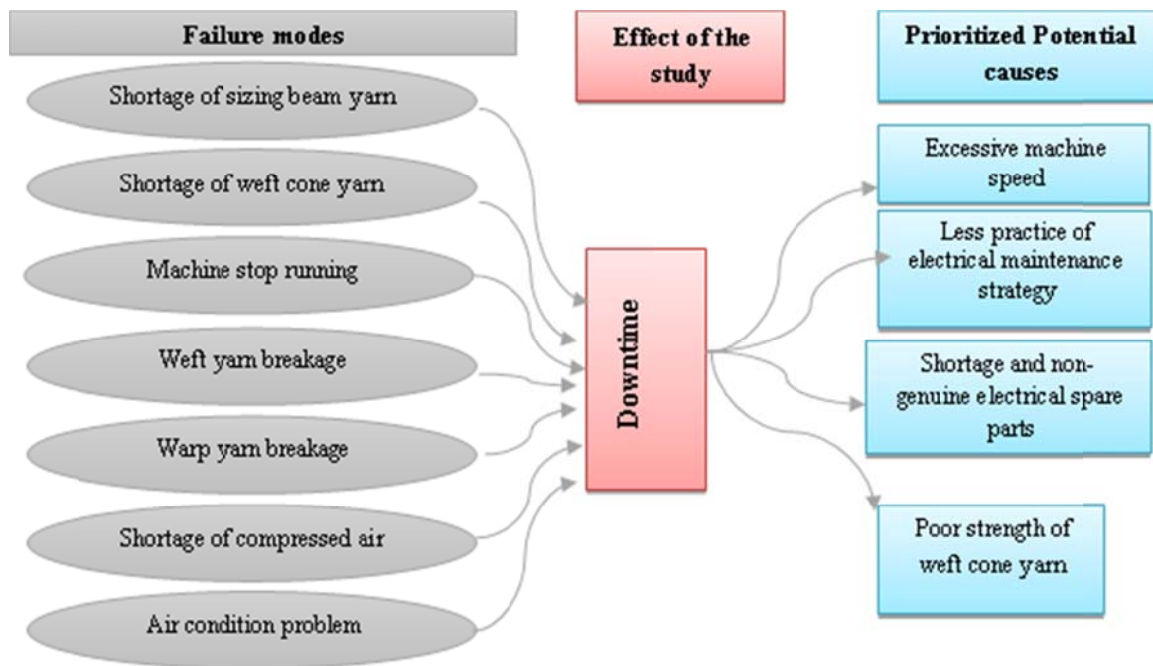 Failure modes
Shortage of sizing beam yarn
Shortage of weft cone yarn
Machine stop running
Weft yarn breakage
Warp yarn breakage
Shortage of compressed air
Air condition problem
Effect of the
study
Downtime
Prioritized Potential
causes
Excessive machine
speed
Less practice of
electrical maintenance
strategy
Shortage and non-
genuine electrical spare
parts
Poor strength of
weft cone yarn